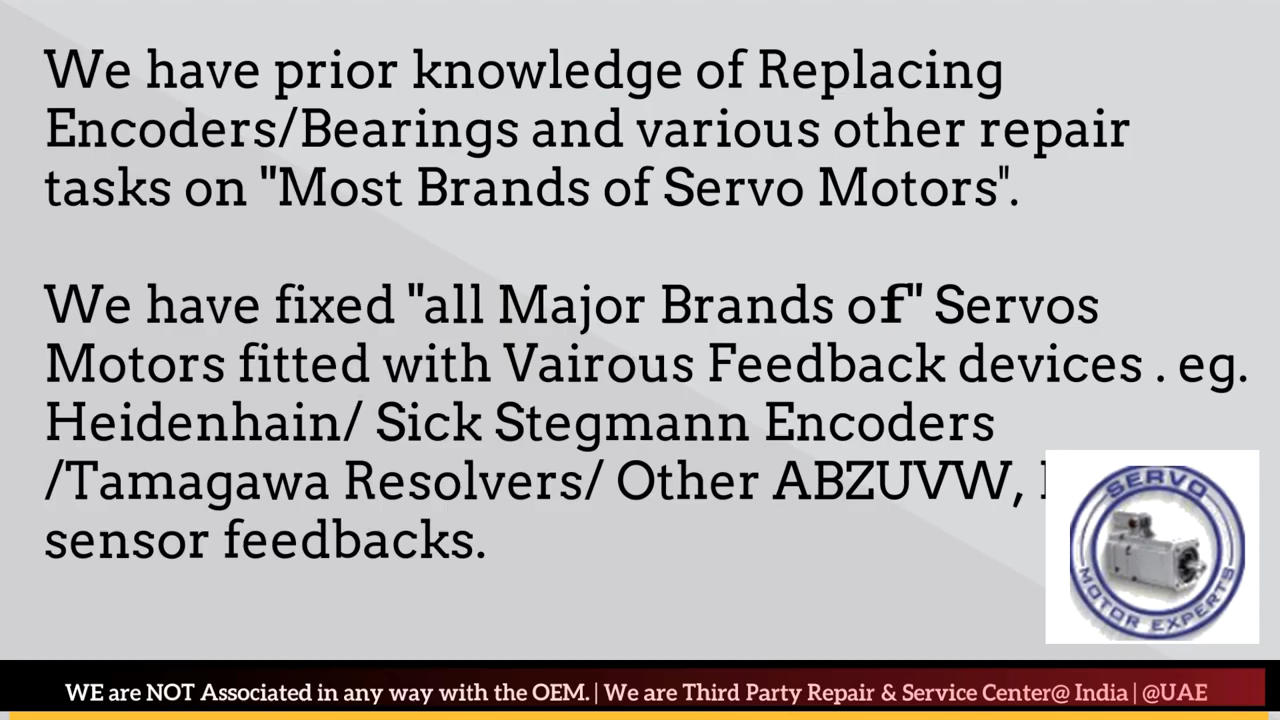 We have prior knowledge of Replacing
Encoders/Bearings and various other repair
tasks on "Most Brands of Servo Motors".
We have fixed "all Major Brands of" Servos
Motors fitted with Vairous Feedback devices . eg.
Heidenhain/ Sick Stegmann Encoders
/Tamagawa Resolvers/ Other ABZUVW,
sensor feedbacks.
SERVO
MOTOR EXPERTS
WE are NOT Associated in any way with the OEM. | We are Third Party Repair & Service Center@ India | @UAE